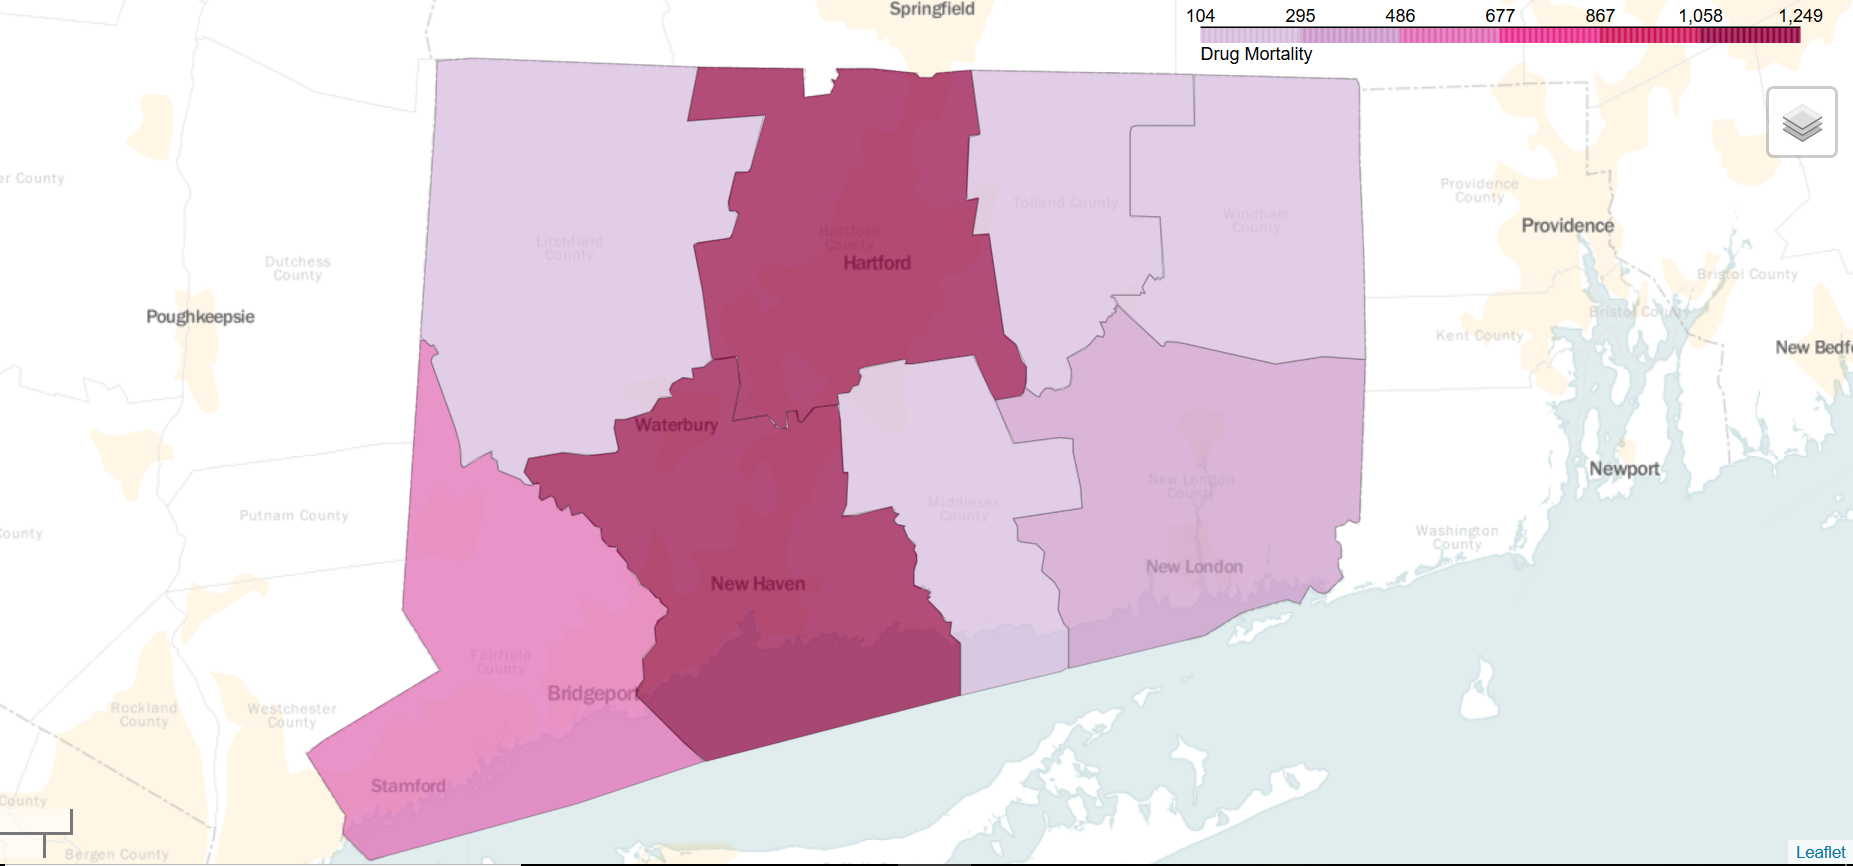 Springfield
104 295 486 677 867 1,058 1,249
Drug Mortality
er County
Providence
County
Tolland County
Litchfield
County
Windham
County
Providence
Hartford
County
Hartford
Dutchess
County
Bristol County
Bristol County
Poughkeepsie
Kent County
New Bedfo
Waterbury
Newport
New London
County
Middlesex
County
Putnam County
County
Washington
County
New London
New Haven
Fairfield
County
Bridgeport
Rockland
County
Westchester
County
Stamford
County
Bergen County
Leaflet